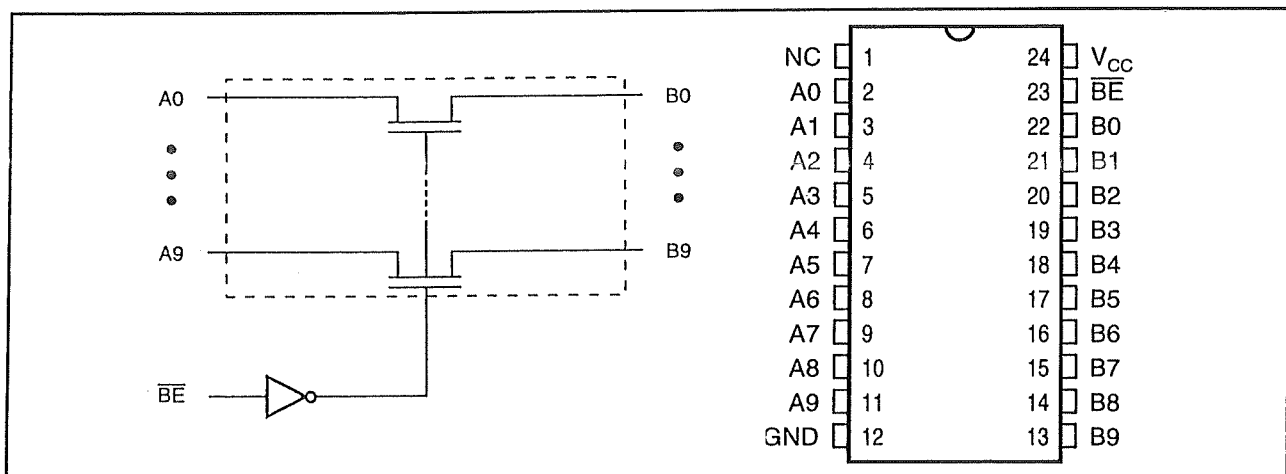 A0
B0
A9
B9
B̅E̅
NC 1 24 VCC
A0 2 23 B̅E̅
A1 3 22 B0
A2 4 21 B1
A3 5 20 B2
A4 6 19 B3
A5 7 18 B4
A6 8 17 B5
A7 9 16 B6
A8 10 15 B7
A9 11 14 B8
GND 12 13 B9